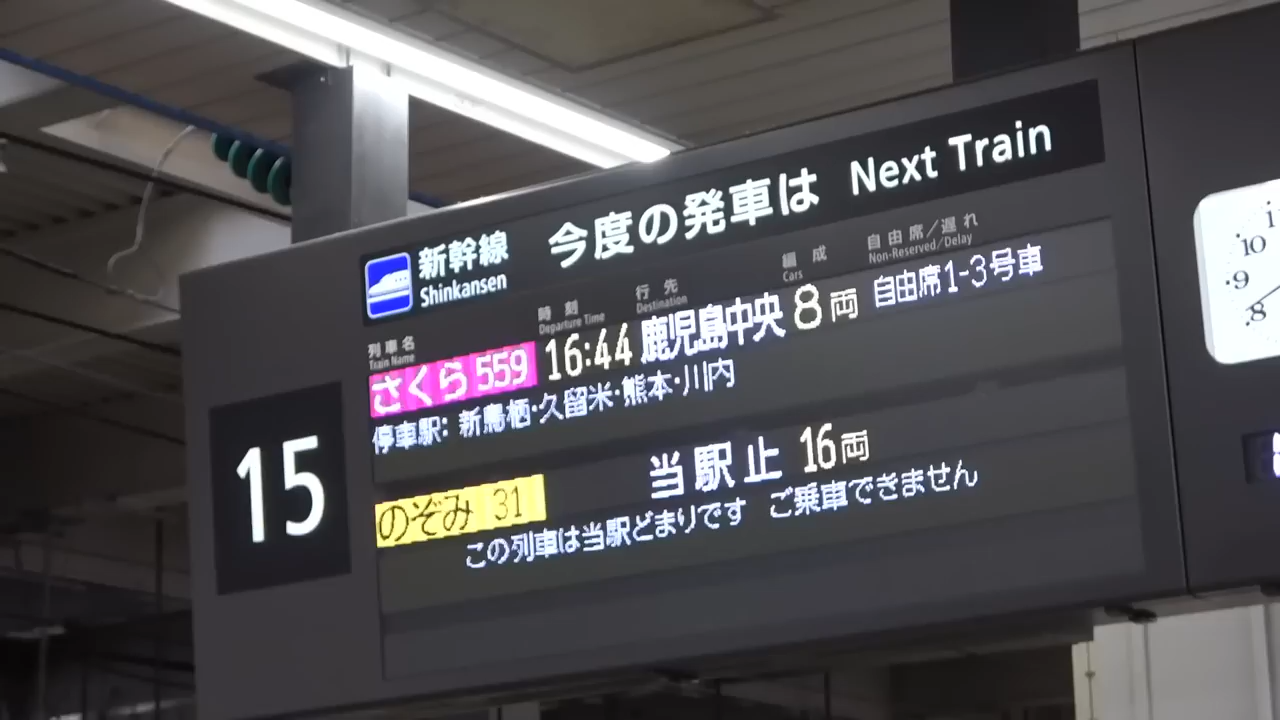 新幹線
Shinkansen
今度の発車は Next Train
列車名
Train Name
時刻
Departure Time
行先
Destination
編成
Cars
自由席/遅れ
Non-Reserved/Delay
さくら 559 16:44 鹿児島中央 8両 自由席1-3号車
停車駅: 新鳥栖・久留米・熊本・川内
15
のぞみ 31 当駅止 16両
この列車は当駅どまりです ご乗車できません
10
9
8